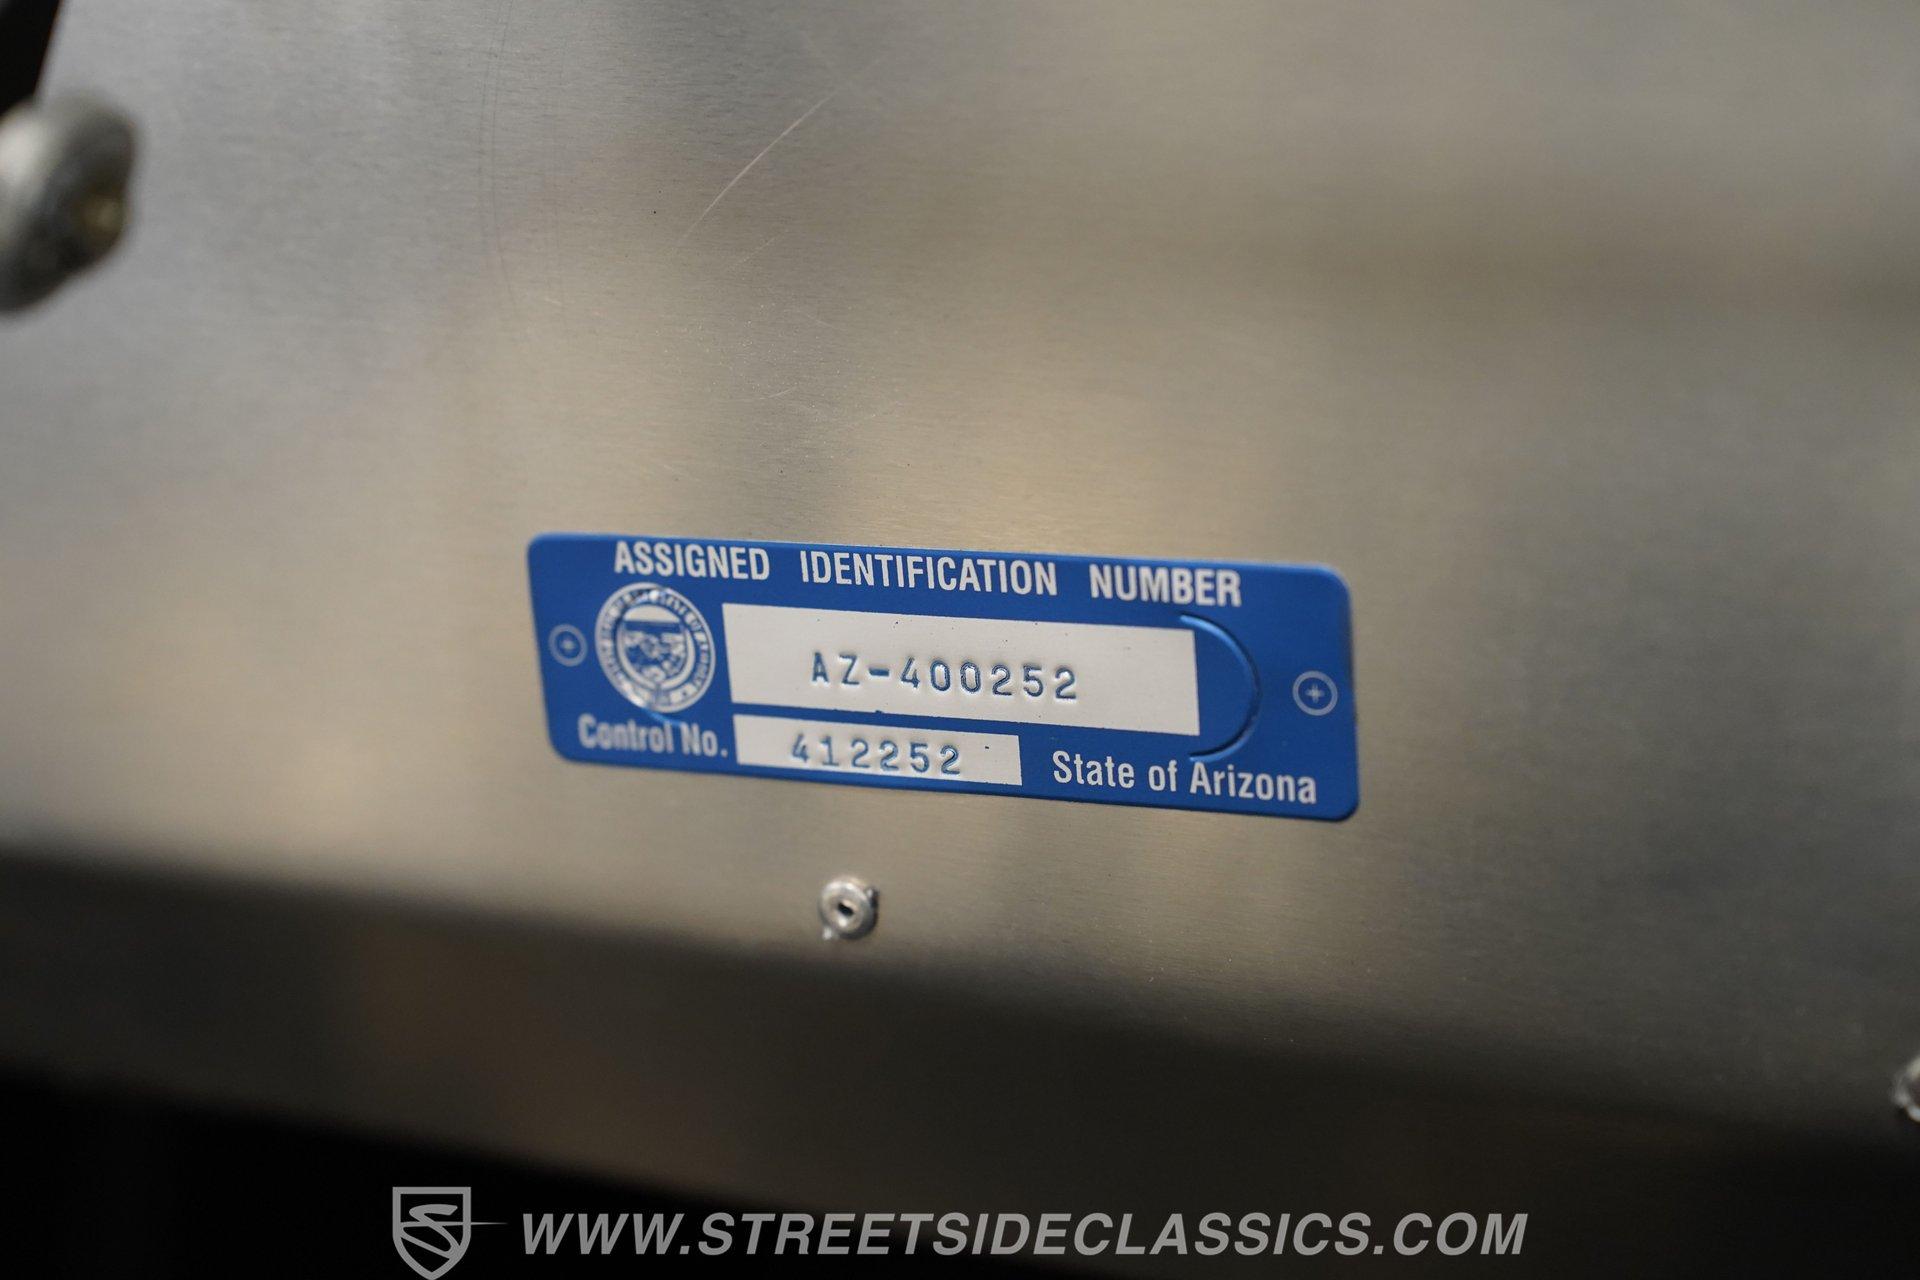 ASSIGNED IDENTIFICATION NUMBER
AZ-400252
Control No. 412252 State of Arizona
WWW.STREETSIDECLASSICS.COM